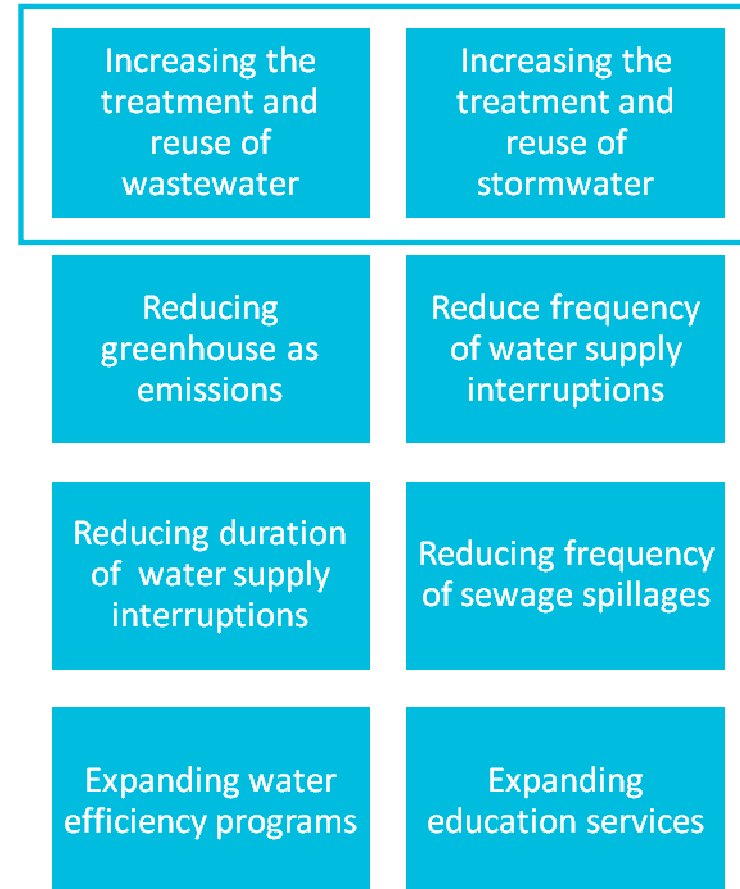 Increasing the
treatment and
reuse of
wastewater
Increasing the
treatment and
reuse of
stormwater
Reducing
greenhouse as
emissions
Reduce frequency
of water supply
interruptions
Reducing duration
of  water supply
interruptions
Reducing frequency
of sewage spillages
Expanding water
efficiency programs
Expanding
education services